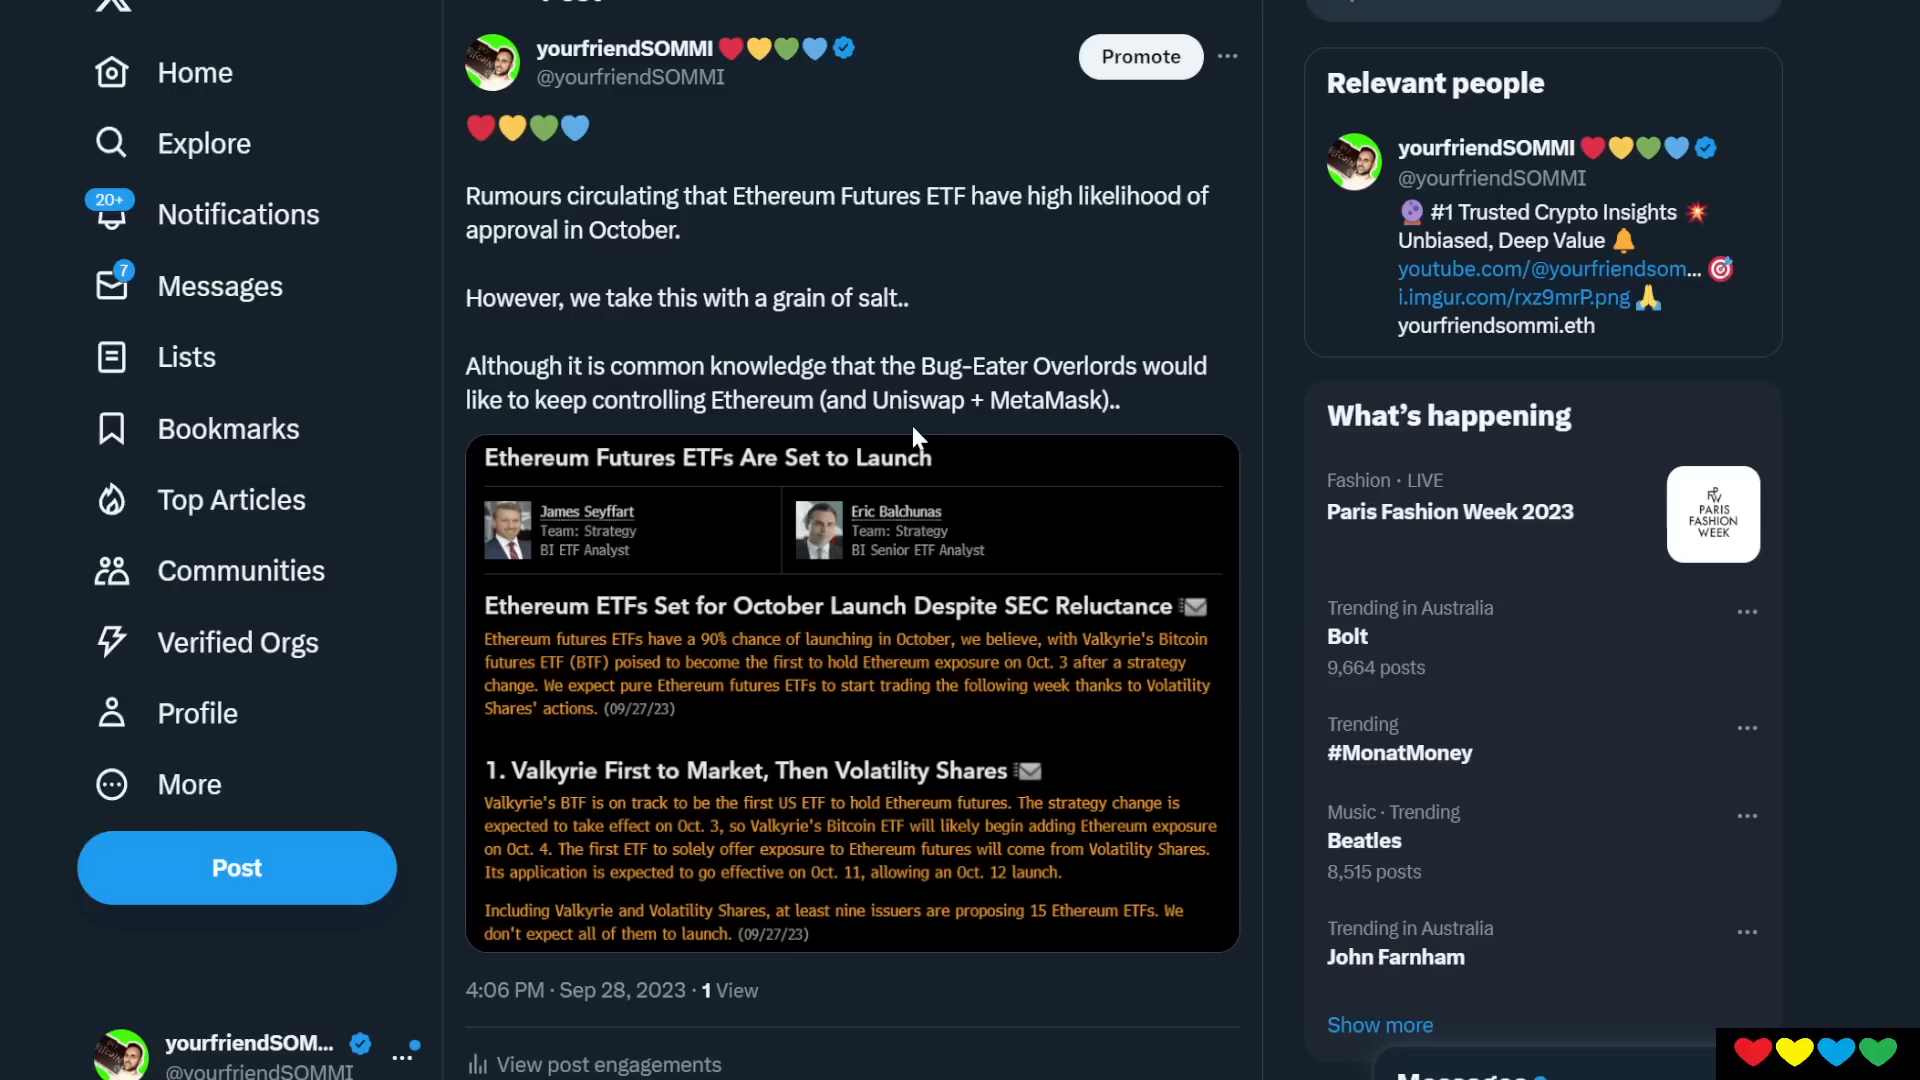 Home
Explore
20+
Notifications
7
Messages
Lists
Bookmarks
Top Articles
Communities
Verified Orgs
Profile
More
Post
yourfriendSOM...
@yourfriendSOMMI
yourfriendSOMMI
@yourfriendSOMMI
Promote
Rumours circulating that Ethereum Futures ETF have high likelihood of
approval in October.
However, we take this with a grain of salt..
Although it is common knowledge that the Bug-Eater Overlords would
like to keep controlling Ethereum (and Uniswap + MetaMask)..
Ethereum Futures ETFs Are Set to Launch
James Seyffart
Team: Strategy
BI ETF Analyst
Eric Balchunas
Team: Strategy
BI Senior ETF Analyst
Ethereum ETFs Set for October Launch Despite SEC Reluctance
Ethereum futures ETFs have a 90% chance of launching in October, we believe, with Valkyrie's Bitcoin
futures ETF (BTF) poised to become the first to hold Ethereum exposure on Oct. 3 after a strategy
change. We expect pure Ethereum futures ETFs to start trading the following week thanks to Volatility
Shares' actions. (09/27/23)
1. Valkyrie First to Market, Then Volatility Shares
Valkyrie's BTF is on track to be the first US ETF to hold Ethereum futures. The strategy change is
expected to take effect on Oct. 3, so Valkyrie's Bitcoin ETF will likely begin adding Ethereum exposure
on Oct. 4. The first ETF to solely offer exposure to Ethereum futures will come from Volatility Shares.
Its application is expected to go effective on Oct. 11, allowing an Oct. 12 launch.
Including Valkyrie and Volatility Shares, at least nine issuers are proposing 15 Ethereum ETFs. We
don't expect all of them to launch. (09/27/23)
4:06 PM · Sep 28, 2023 · 1 View
View post engagements
Relevant people
yourfriendSOMMI
@yourfriendSOMMI
#1 Trusted Crypto Insights
Unbiased, Deep Value
youtube.com/@yourfriendsom...
i.imgur.com/rxz9mrP.png
yourfriendsommi.eth
What's happening
Fashion · LIVE
Paris Fashion Week 2023
PARIS
FASHION
WEEK
Trending in Australia
Bolt
9,664 posts
Trending
#MonatMoney
Music · Trending
Beatles
8,515 posts
Trending in Australia
John Farnham
Show more